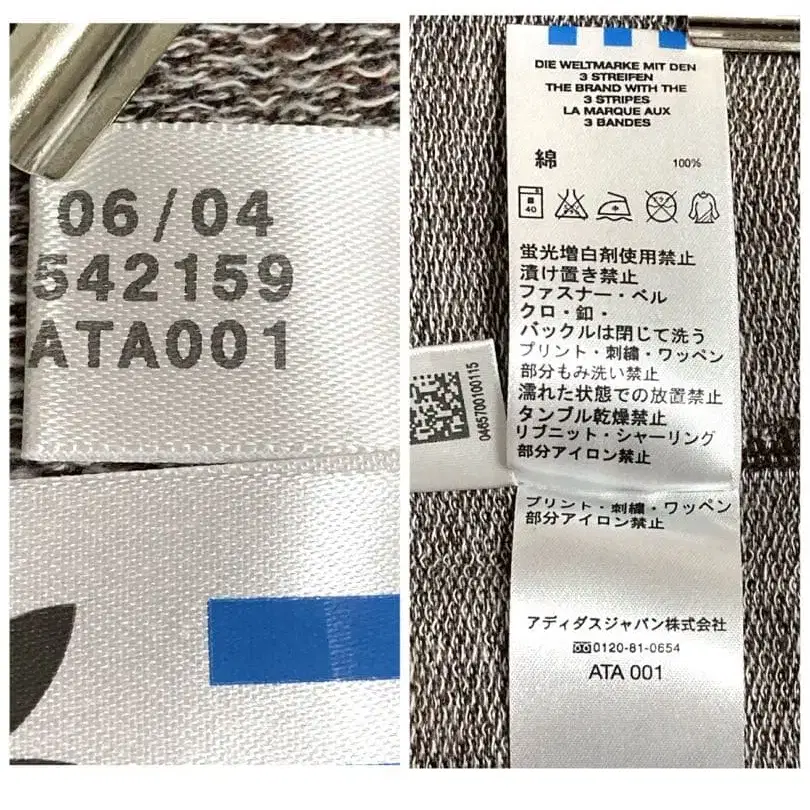 06/04
542159
ATA001
DIE WELTMARKE MIT DEN
3 STREIFEN
THE BRAND WITH THE
3 STRIPES
LA MARQUE AUX
3 BANDES
綿 100%
40
蛍光増白剤使用禁止
漬け置き禁止
ファスナー・ベル
クロ・釦・
バックルは閉じて洗う
プリント・刺繍・ワッペン
部分もみ洗い禁止
濡れた状態での放置禁止
タンブル乾燥禁止
リブニット・シャーリング
部分アイロン禁止
プリント・刺繍・ワッペン
部分アイロン禁止
0465700100115
アディダスジャパン株式会社
0120-81-0654
ATA 001